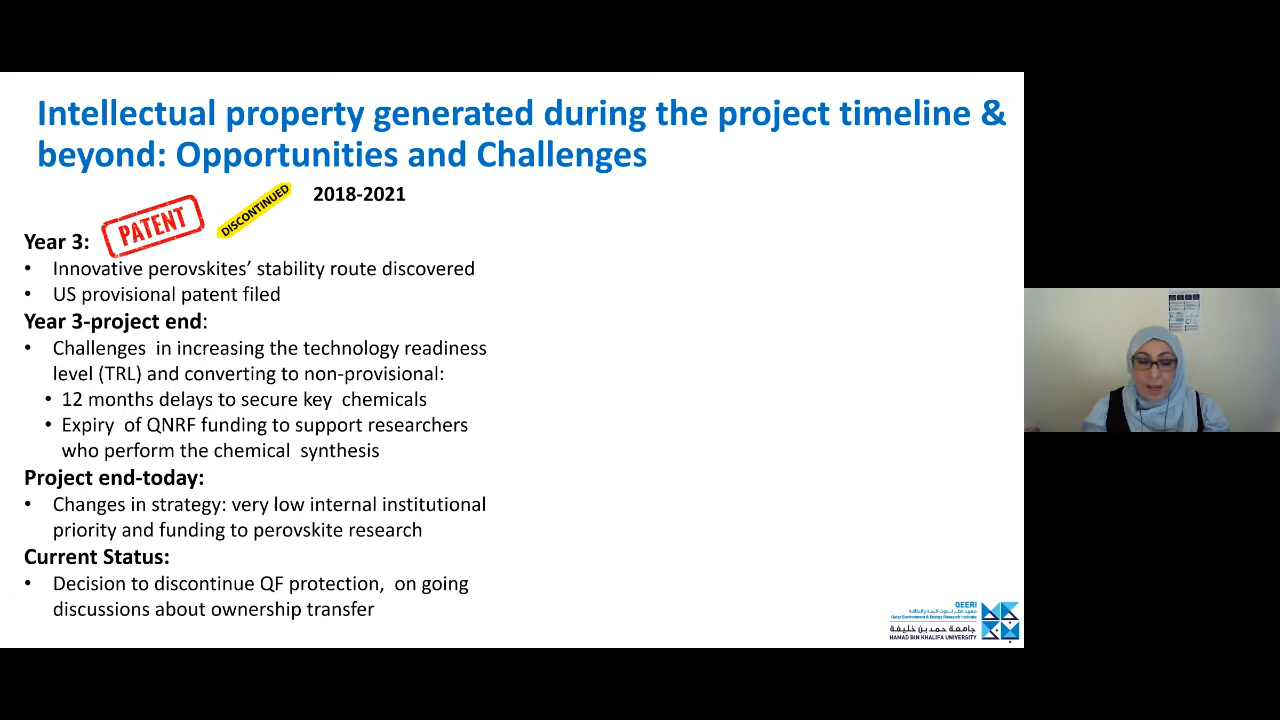 Intellectual property generated during the project timeline &
beyond: Opportunities and Challenges
2018-2021
PATENT
DISCONTINUED
Year 3:
• Innovative perovskites’ stability route discovered
• US provisional patent filed
Year 3-project end:
• Challenges in increasing the technology readiness
level (TRL) and converting to non-provisional:
• 12 months delays to secure key chemicals
• Expiry of QNRF funding to support researchers
who perform the chemical synthesis
Project end-today:
• Changes in strategy: very low internal institutional
priority and funding to perovskite research
Current Status:
• Decision to discontinue QF protection, on going
discussions about ownership transfer
QEERI
معهد قطر لبحوث البيئة والطاقة
Qatar Environment & Energy Research Institute
جامعة حمد بن خليفة
HAMAD BIN KHALIFA UNIVERSITY